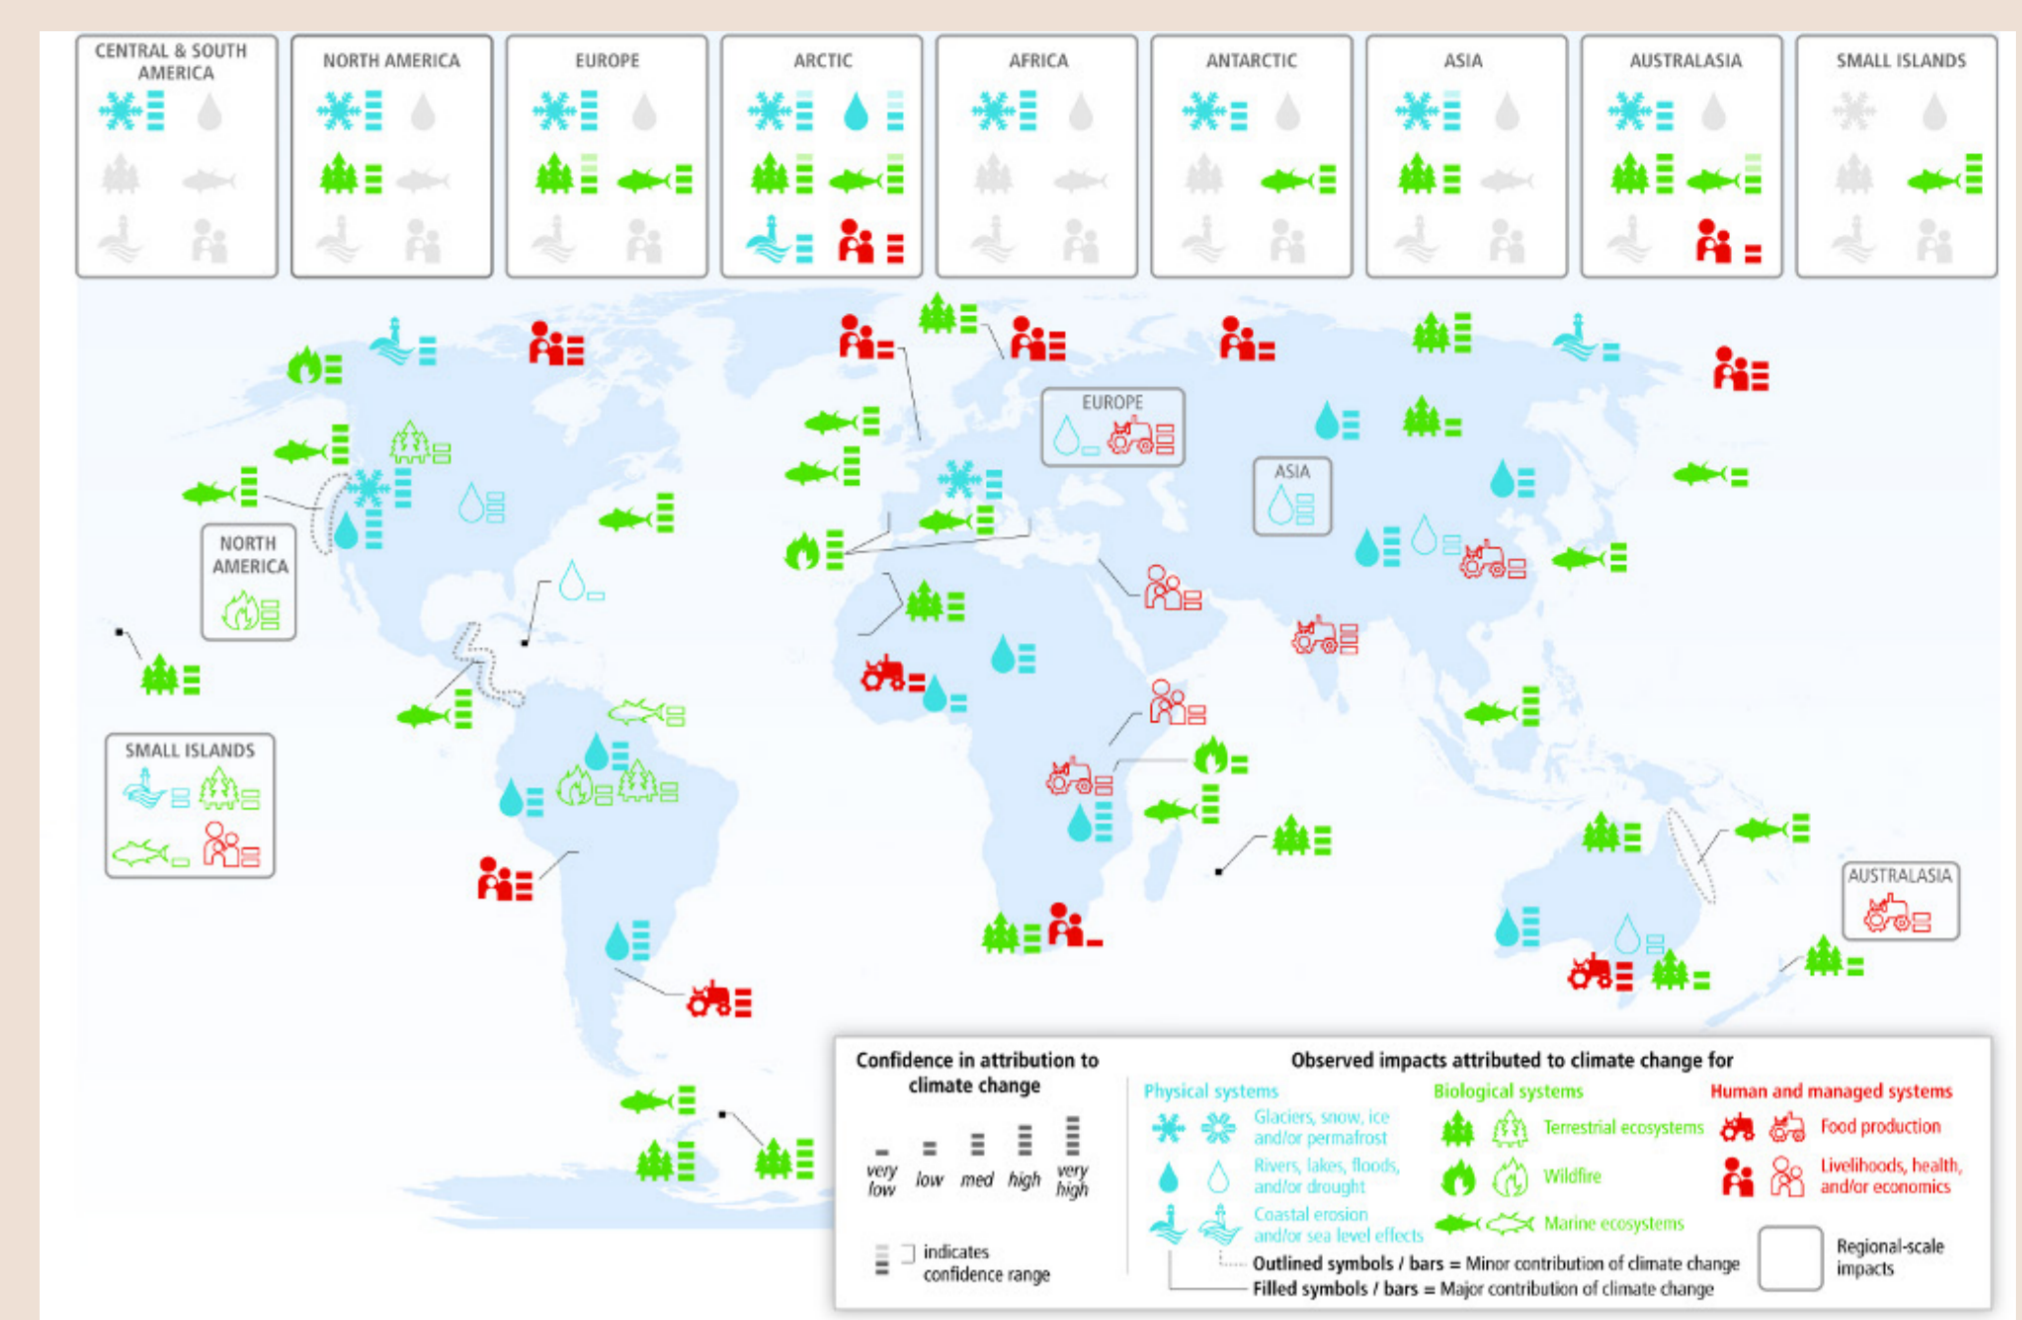 CENTRAL & SOUTH
AMERICA
NORTH AMERICA
EUROPE
ARCTIC
AFRICA
ANTARCTIC
ASIA
AUSTRALASIA
SMALL ISLANDS
EUROPE
ASIA
NORTH
AMERICA
SMALL ISLANDS
AUSTRALASIA
Confidence in attribution to
climate change
very
low
low
med
high
very
high
indicates
confidence range
Observed impacts attributed to climate change for
Physical systems
Glaciers, snow, ice
and/or permafrost
Rivers, lakes, floods,
and/or drought
Coastal erosion
and/or sea level effects
Biological systems
Terrestrial ecosystems
Wildfire
Marine ecosystems
Human and managed systems
Food production
Livelihoods, health,
and/or economics
Outlined symbols / bars = Minor contribution of climate change
Filled symbols / bars = Major contribution of climate change
Regional-scale
impacts